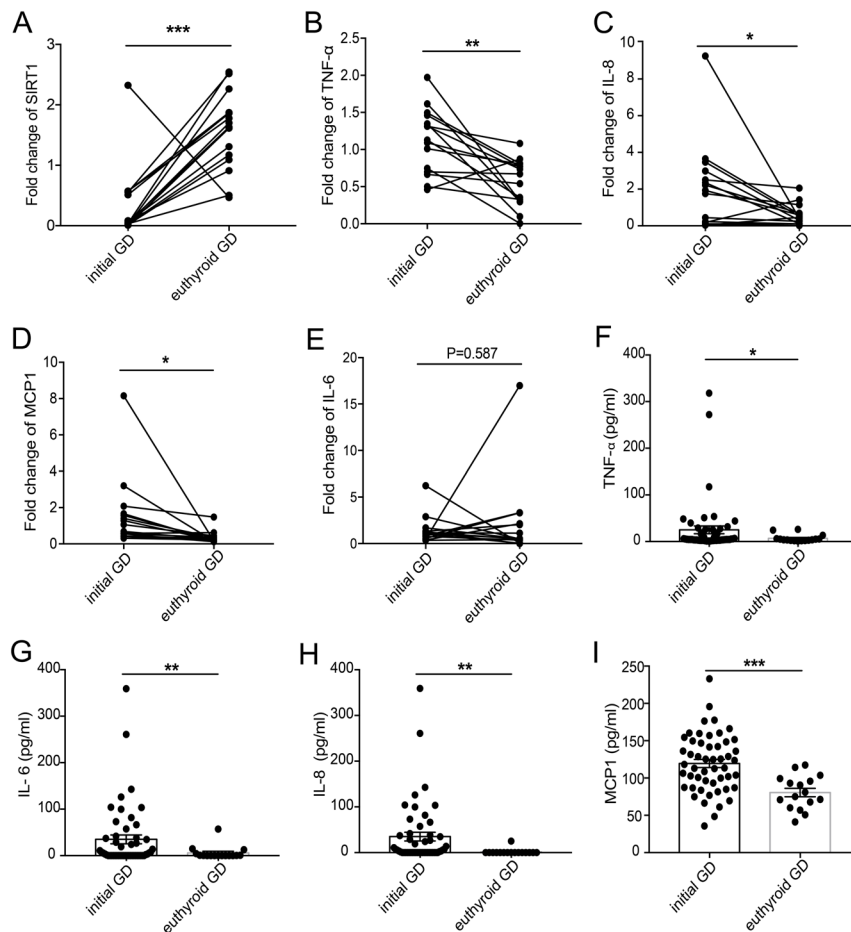 A
Fold change of SIRT1
3
2
1
0
***
initial GD
euthyroid GD
B
Fold change of TNF-α
2.5
2.0
1.5
1.0
0.5
0.0
**
initial GD
euthyroid GD
C
Fold change of IL-8
10
8
6
4
2
0
*
initial GD
euthyroid GD
D
Fold change of MCP1
10
8
6
4
2
0
*
initial GD
euthyroid GD
E
Fold change of IL-6
20
15
10
5
0
P=0.587
initial GD
euthyroid GD
F
TNF-α (pg/ml)
400
300
200
100
50
0
*
initial GD
euthyroid GD
G
IL- 6 (pg/ml)
400
300
200
100
0
**
initial GD
euthyroid GD
H
IL-8 (pg/ml)
400
300
200
100
0
**
initial GD
euthyroid GD
I
MCP1 (pg/ml)
250
200
150
100
50
0
***
initial GD
euthyroid GD